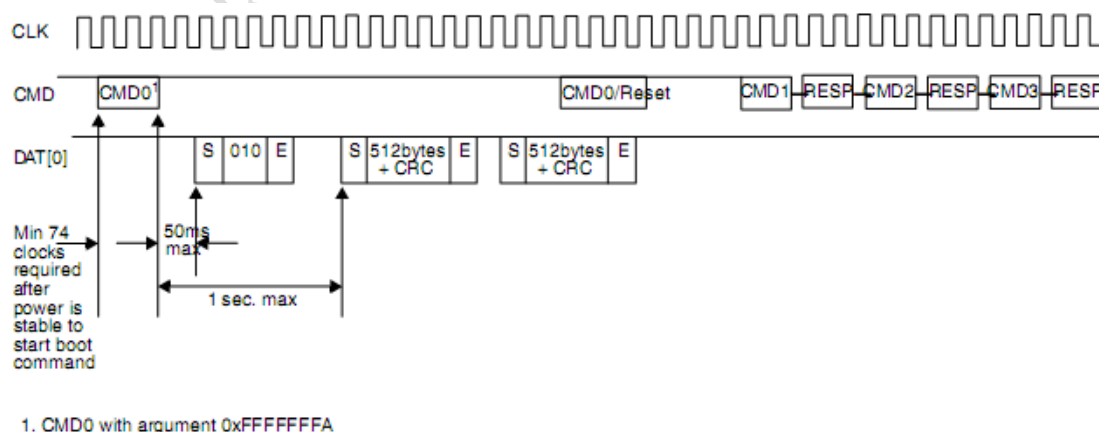 CLK
CMD CMD0¹ CMD0/Reset CMD1 RESP CMD2 RESP CMD3 RESP
DAT[0] S 010 E S 512bytes + CRC E S 512bytes + CRC E
Min 74
clocks
required
after
power is
stable to
start boot
command
50ms
max
1 sec. max
1. CMD0 with argument 0xFFFFFFFA